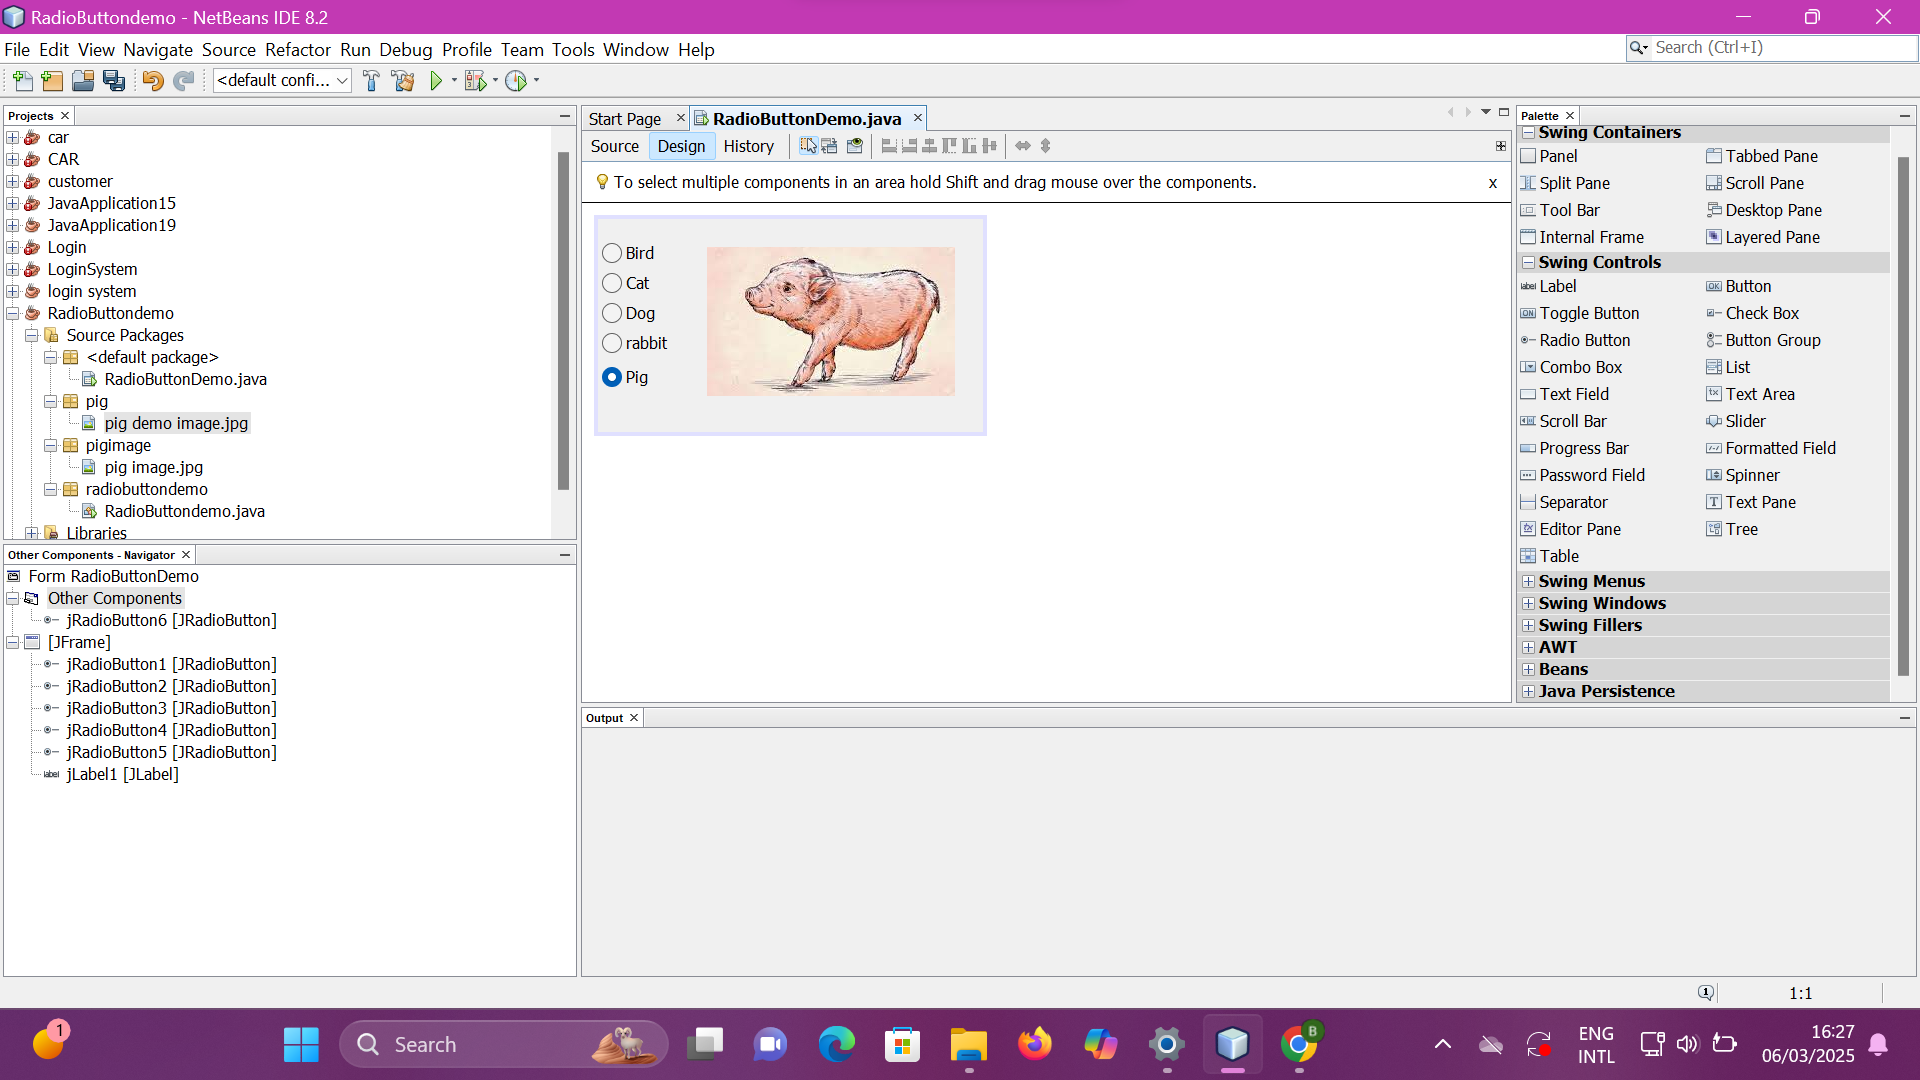 RadioButtondemo - NetBeans IDE 8.2
File Edit View Navigate Source Refactor Run Debug Profile Team Tools Window Help
Search (Ctrl+I)
<default confi...
Projects
car
CAR
customer
JavaApplication15
JavaApplication19
Login
LoginSystem
login system
RadioButtondemo
Source Packages
<default package>
RadioButtonDemo.java
pig
pig demo image.jpg
pigimage
pig image.jpg
radiobuttondemo
RadioButtondemo.java
Libraries
Other Components - Navigator
Form RadioButtonDemo
Other Components
jRadioButton6 [JRadioButton]
[JFrame]
jRadioButton1 [JRadioButton]
jRadioButton2 [JRadioButton]
jRadioButton3 [JRadioButton]
jRadioButton4 [JRadioButton]
jRadioButton5 [JRadioButton]
label jLabel1 [JLabel]
Start Page RadioButtonDemo.java
Source Design History
To select multiple components in an area hold Shift and drag mouse over the components. x
Bird
Cat
Dog
rabbit
Pig
Output
Palette
Swing Containers
Panel Tabbed Pane
Split Pane Scroll Pane
Tool Bar Desktop Pane
Internal Frame Layered Pane
Swing Controls
label Label OK Button
ON Toggle Button Check Box
Radio Button Button Group
Combo Box List
Text Field Text Area
Scroll Bar Slider
Progress Bar Formatted Field
Password Field Spinner
Separator T Text Pane
Editor Pane Tree
Table
Swing Menus
Swing Windows
Swing Fillers
AWT
Beans
Java Persistence
1 1:1
1
Search
B
ENG
INTL
16:27
06/03/2025